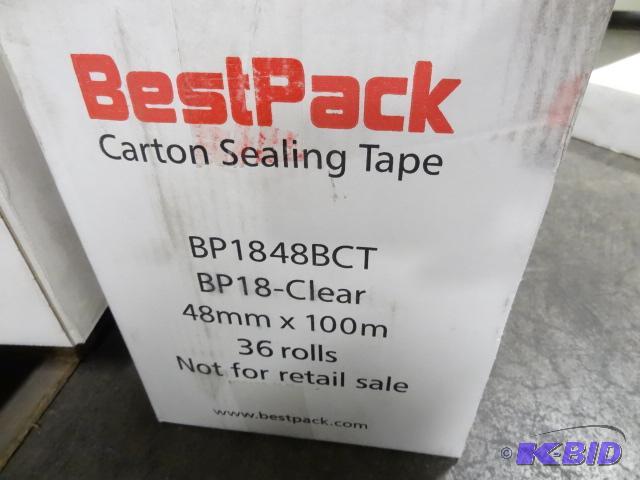 BestPack
Carton Sealing Tape
BP1848BCT
BP18-Clear
48mm x 100m
36 rolls
Not for retail sale
www.bestpack.com
© K-BID